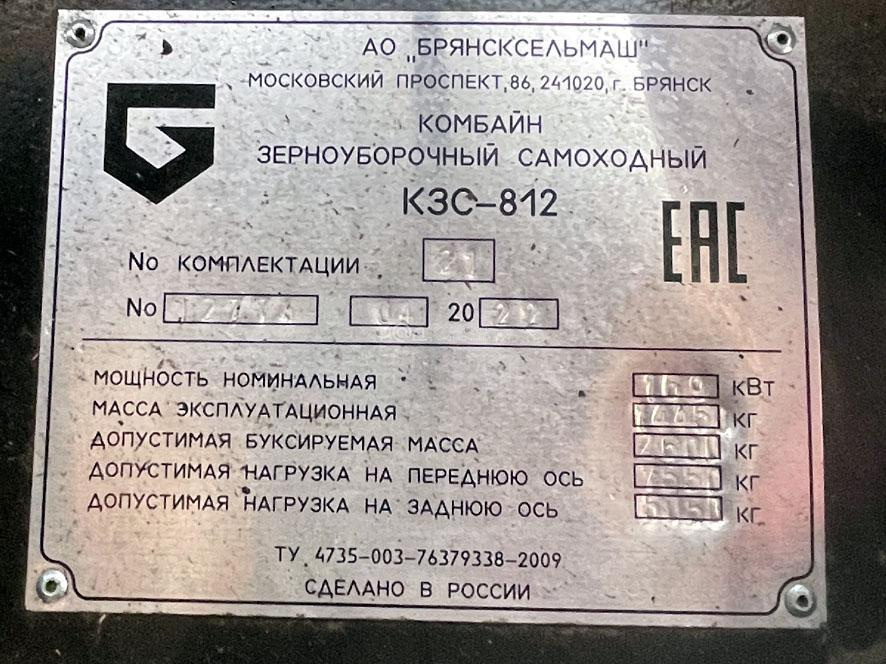 АО "БРЯНСКСЕЛЬМАШ"
МОСКОВСКИЙ ПРОСПЕКТ, 86, 241020, г. БРЯНСК
КОМБАЙН
ЗЕРНОУБОРОЧНЫЙ САМОХОДНЫЙ
КЗС-812
ЕАС
No КОМПЛЕКТАЦИИ 21
No 04 2022
МОЩНОСТЬ НОМИНАЛЬНАЯ 169 кВт
МАССА ЭКСПЛУАТАЦИОННАЯ кг
ДОПУСТИМАЯ БУКСИРУЕМАЯ МАССА кг
ДОПУСТИМАЯ НАГРУЗКА НА ПЕРЕДНЮЮ ОСЬ кг
ДОПУСТИМАЯ НАГРУЗКА НА ЗАДНЮЮ ОСЬ кг
ТУ 4735-003-76379338-2009
СДЕЛАНО В РОССИИ